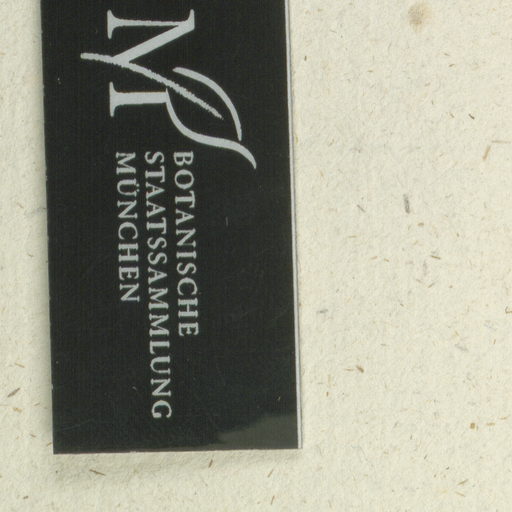 M
BOTANISCHE
STAATSSAMMLUNG
MÜNCHEN